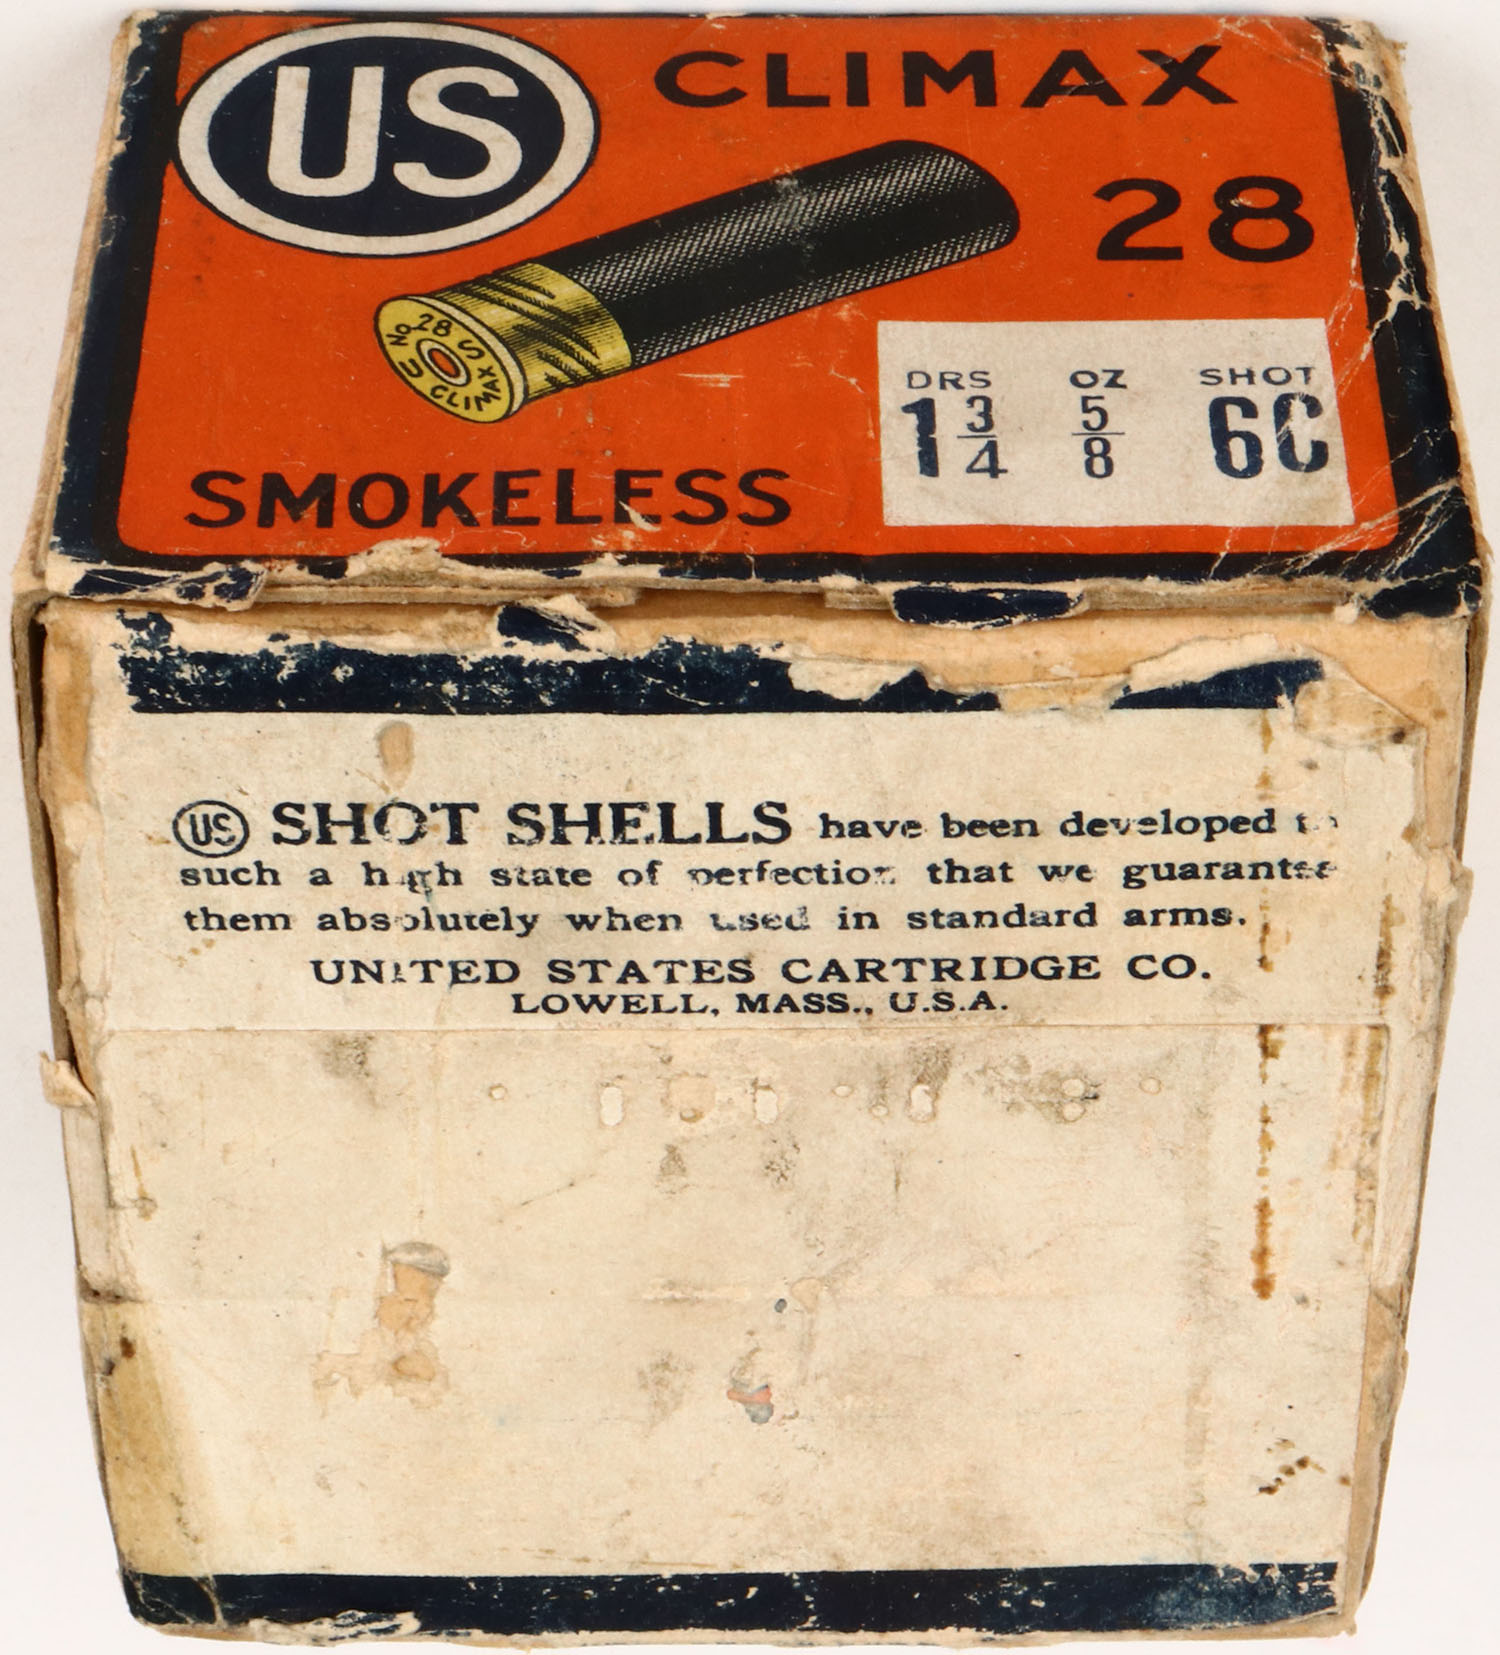 US CLIMAX
28
No 28
U S
CLIMAX
DRS OZ SHOT
1 3/4 5/8 6C
SMOKELESS
US SHOT SHELLS have been developed to
such a high state of perfection that we guarantee
them absolutely when used in standard arms.
UNITED STATES CARTRIDGE CO.
LOWELL, MASS., U.S.A.